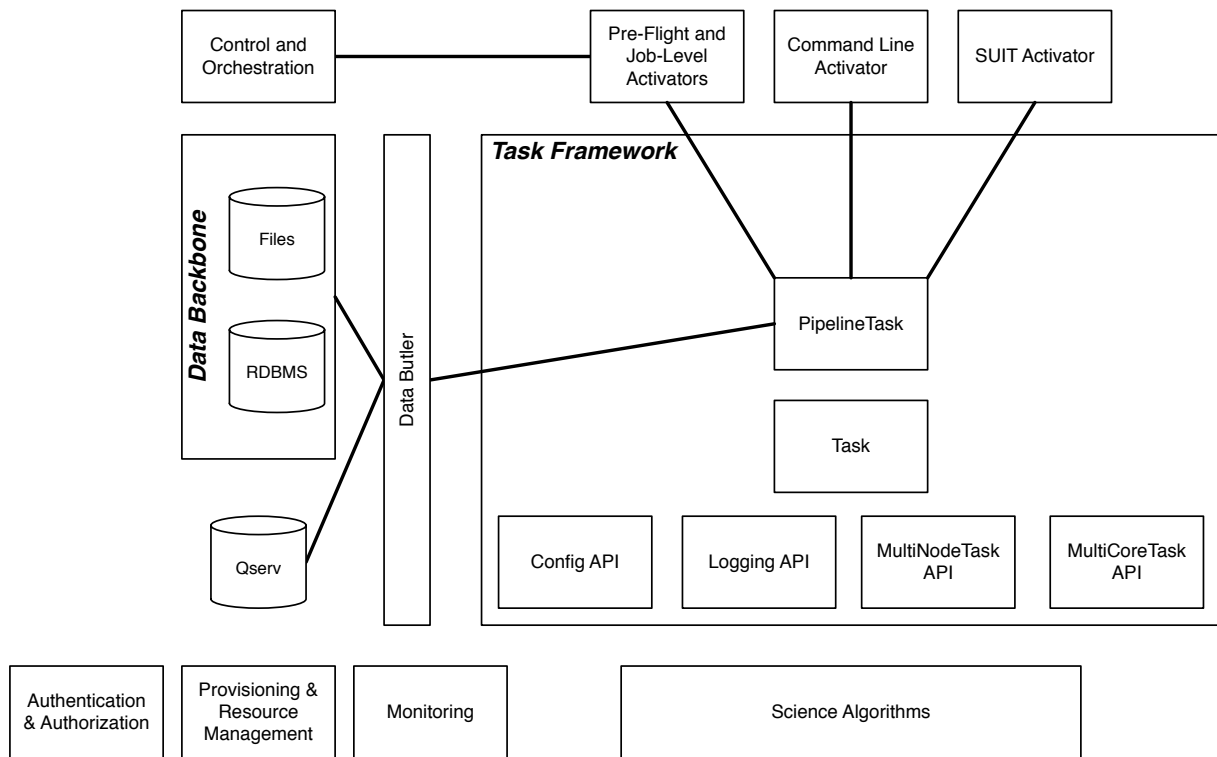 Control and
Orchestration
Pre-Flight and
Job-Level
Activators
Command Line
Activator
SUIT Activator
Task Framework
Data Backbone
Files
RDBMS
Data Butler
PipelineTask
Task
Qserv
Config API
Logging API
MultiNodeTask
API
MultiCoreTask
API
Authentication
& Authorization
Provisioning &
Resource
Management
Monitoring
Science Algorithms